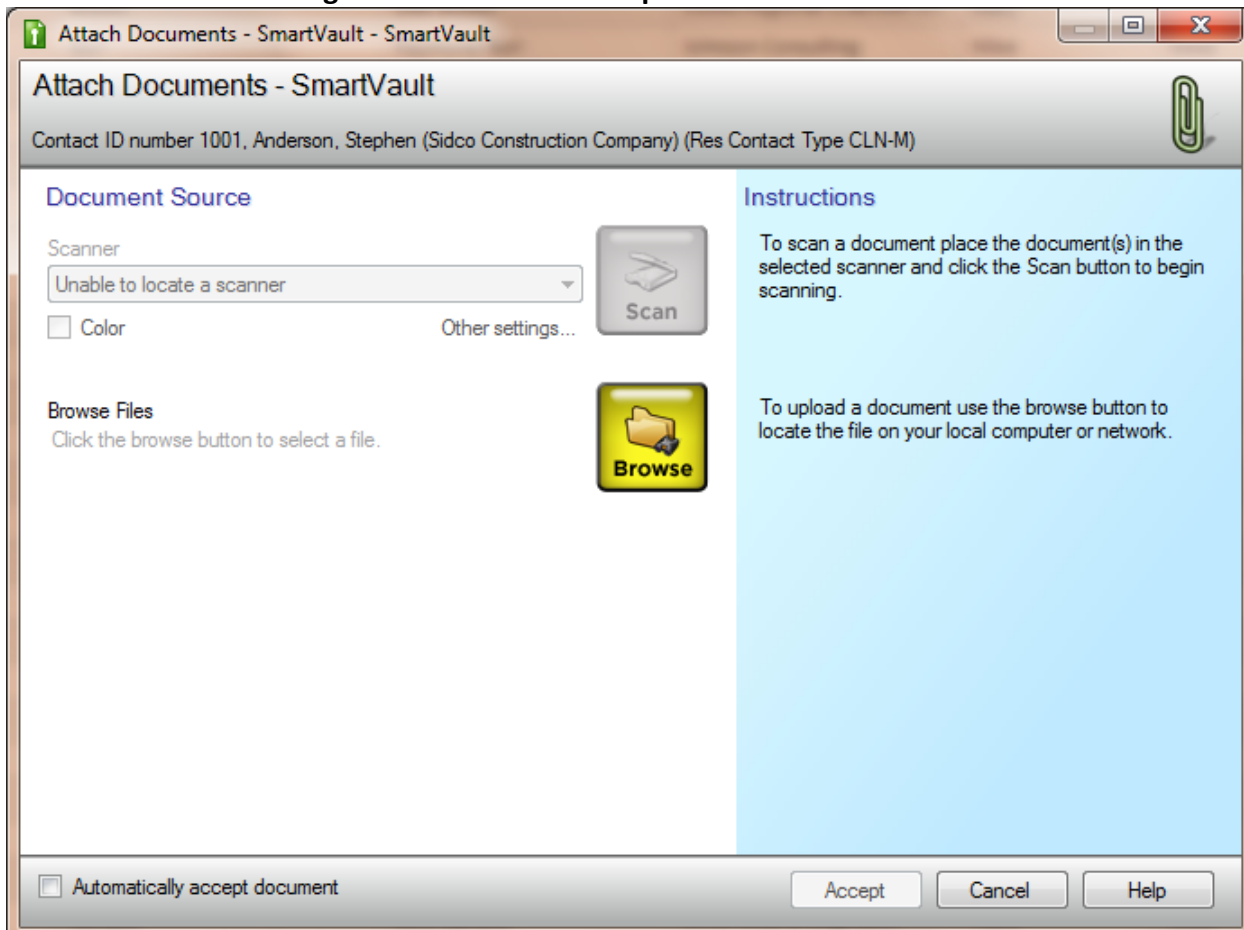 Attach Documents - SmartVault - SmartVault
Attach Documents - SmartVault
Contact ID number 1001, Anderson, Stephen (Sidco Construction Company) (Res Contact Type CLN-M)
Document Source
Scanner
Unable to locate a scanner
Color
Other settings...
Scan
Browse Files
Click the browse button to select a file.
Browse
Instructions
To scan a document place the document(s) in the
selected scanner and click the Scan button to begin
scanning.
To upload a document use the browse button to
locate the file on your local computer or network.
Automatically accept document
Accept
Cancel
Help